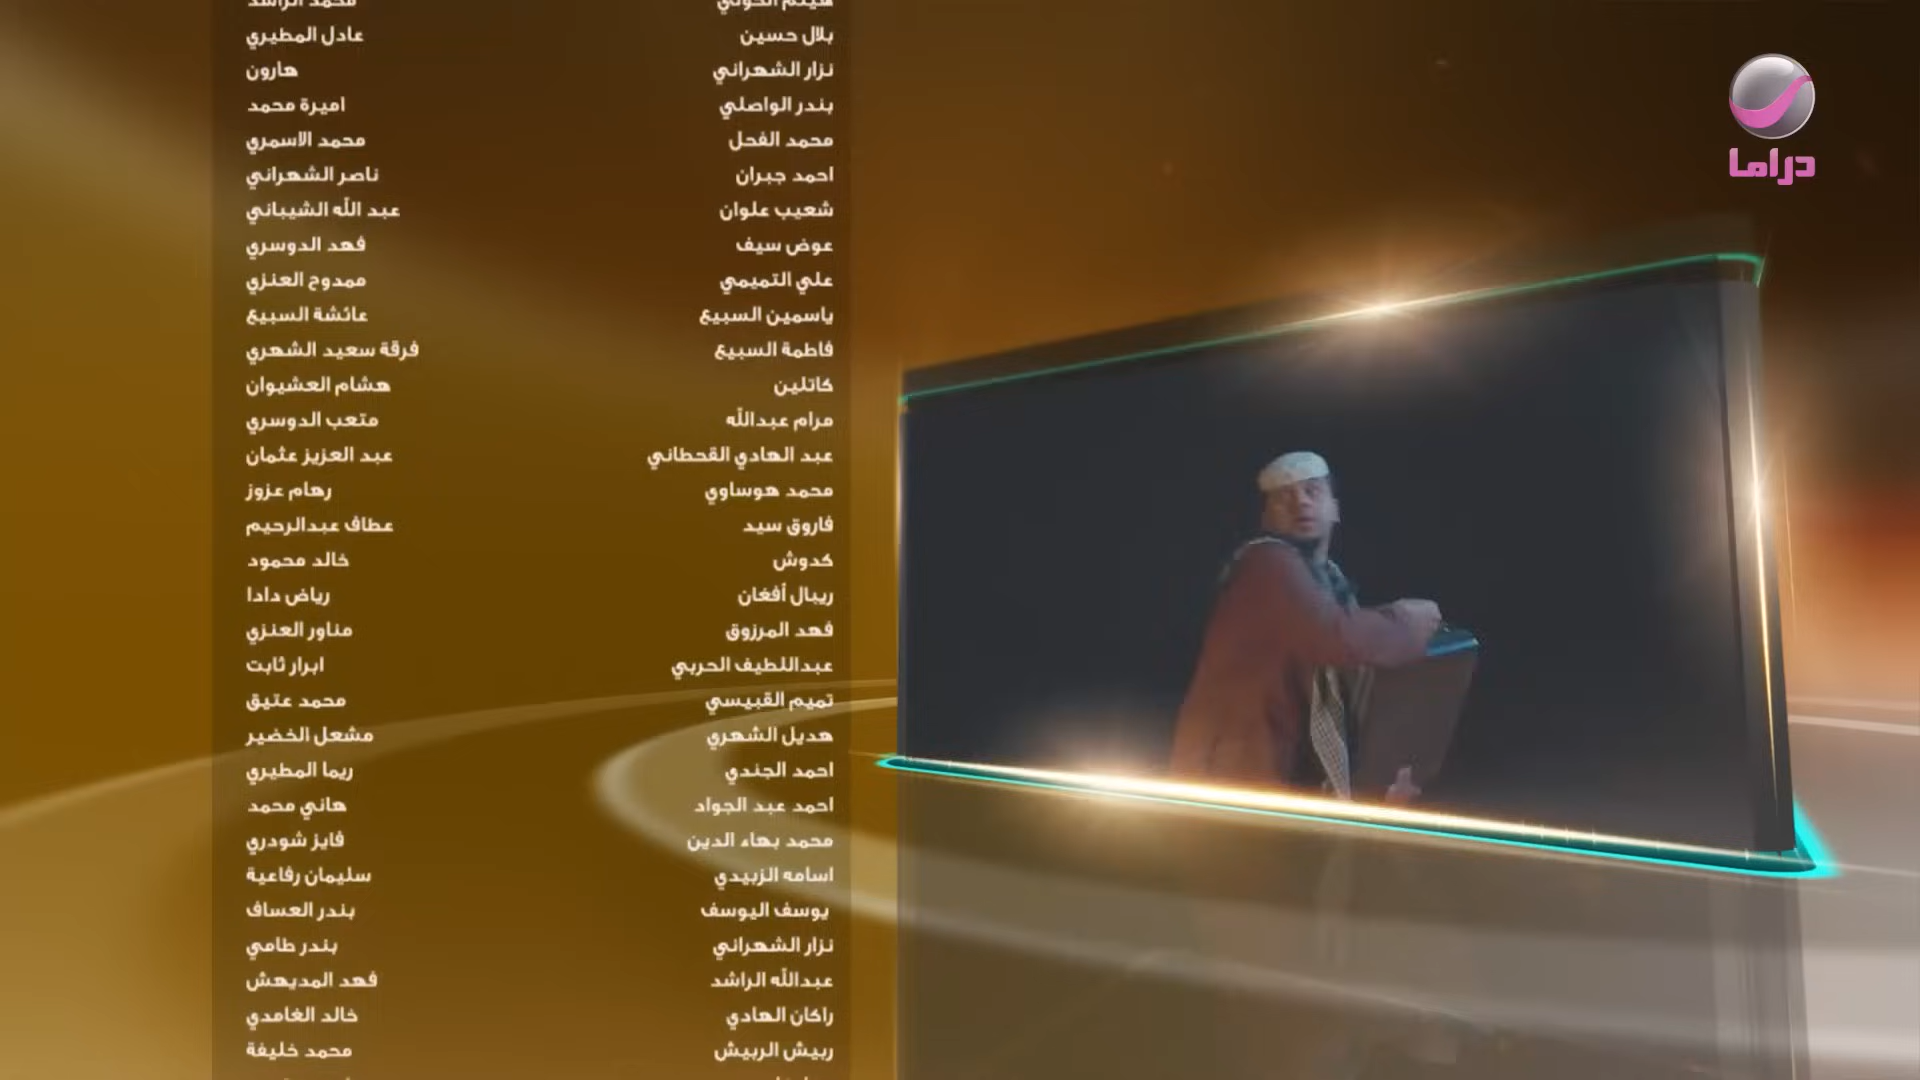 بلال حسين عادل المطيري
نزار الشهراني هارون
بندر الواصلي اميرة محمد
محمد الفحل محمد الاسمري
احمد جبران ناصر الشهراني
شعيب علوان عبد الله الشيباني
عوض سيف فهد الدوسري
علي التميمي ممدوح العنزي
ياسمين السبيع عائشة السبيع
فاطمة السبيع فرقة سعيد الشهري
كاتلين هشام العشيوان
مرام عبدالله متعب الدوسري
عبد الهادي القحطاني عبد العزيز عثمان
محمد هوساوي رهام عزوز
فاروق سيد عطاف عبدالرحيم
كدوش خالد محمود
ريبال أفغان رياض دادا
فهد المرزوق مناور العنزي
عبداللطيف الحربي ابرار ثابت
تميم القبيسي محمد عتيق
هديل الشهري مشعل الخضير
احمد الجندي ريما المطيري
احمد عبد الجواد هاني محمد
محمد بهاء الدين فايز شودري
اسامه الزبيدي سليمان رفاعية
يوسف اليوسف بندر العساف
نزار الشهراني بندر طامي
عبدالله الراشد فهد المديهش
راكان الهادي خالد الغامدي
ربيش الربيش محمد خليفة
دراما